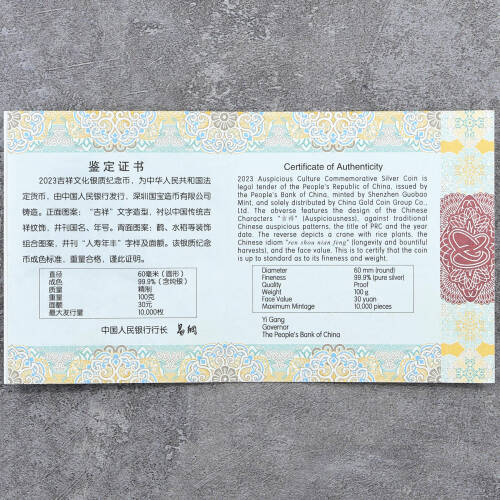 鉴定证书
2023吉祥文化银质纪念币，为中华人民共和国法
定货币，由中国人民银行发行，深圳国宝造币有限公司
铸造。正面图案：“吉祥”文字造型，衬以中国传统吉
祥纹饰，并刊国名、年号。背面图案：鹤、水稻等装饰
组合图案，并刊“人寿年丰”字样及面额。该银质纪念
币成色标准，重量合格，谨此证明。
直径 60毫米（圆形）
成色 99.9%（含纯银）
质量 精制
重量 100克
面额 30元
最大发行量 10,000枚
中国人民银行行长 易纲
Certificate of Authenticity
2023 Auspicious Culture Commemorative Silver Coin is
legal tender of the People's Republic of China, issued by the
People's Bank of China, minted by Shenzhen Guobao
Mint, and solely distributed by China Gold Coin Group Co.,
Ltd. The obverse features the design of the Chinese
Characters "吉祥" (Auspiciousness), against traditional
Chinese auspicious patterns, the title of PRC and the year
date. The reverse depicts a crane with rice plants, the
Chinese idiom "ren shou nian feng" (longevity and bountiful
harvests), and the face value. This is to certify that the coin
is up to standard as to its fineness and weight.
Diameter 60 mm (round)
Fineness 99.9% (pure silver)
Quality Proof
Weight 100 g
Face Value 30 yuan
Maximum Mintage 10,000 pieces
Yi Gang
Governor
The People's Bank of China